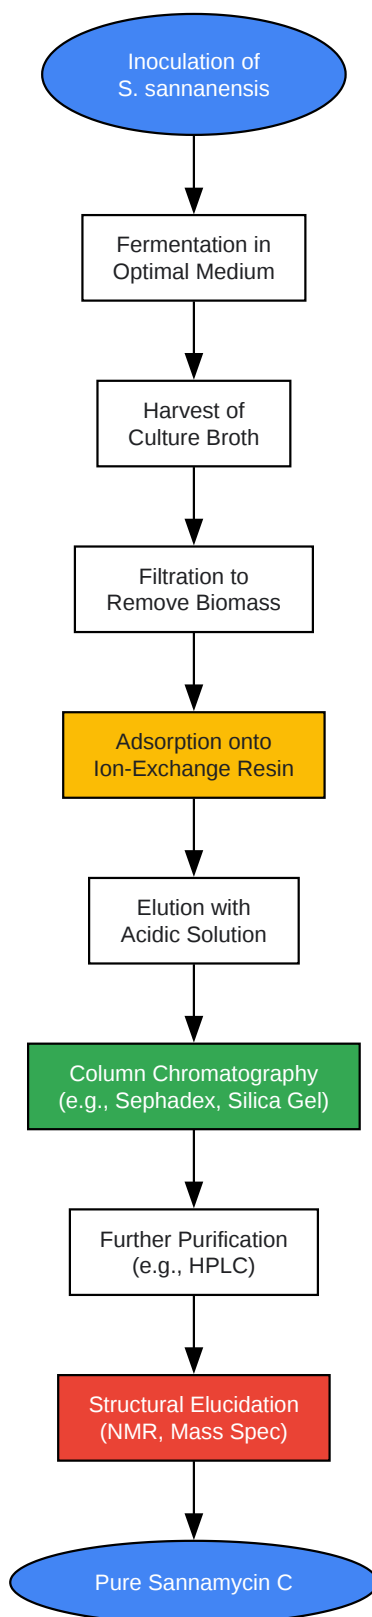 Inoculation of
S. sannanensis
Fermentation in
Optimal Medium
Harvest of
Culture Broth
Filtration to
Remove Biomass
Adsorption onto
Ion-Exchange Resin
Elution with
Acidic Solution
Column Chromatography
(e.g., Sephadex, Silica Gel)
Further Purification
(e.g., HPLC)
Structural Elucidation
(NMR, Mass Spec)
Pure Sannamycin C